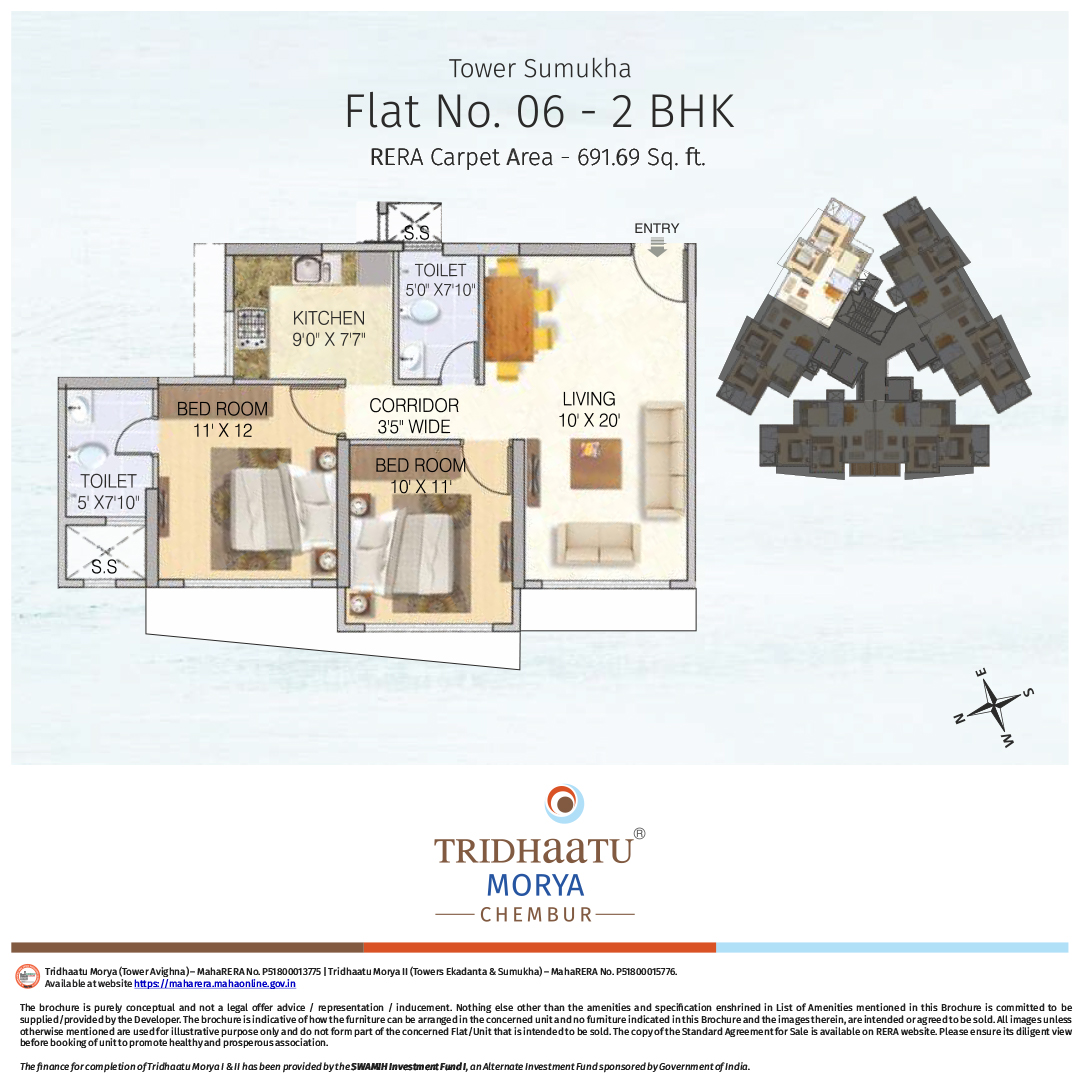 Tower Sumukha
Flat No. 06 - 2 BHK
RERA Carpet Area - 691.69 Sq. ft.
S.S
ENTRY
TOILET
5'0" X7'10"
KITCHEN
9'0" X 7'7"
BED ROOM
11' X 12
CORRIDOR
3'5" WIDE
LIVING
10' X 20'
BED ROOM
10' X 11'
TOILET
5' X7'10"
S.S
E
S
N
W
TRIDHaaTU®
MORYA
CHEMBUR
Tridhaatu Morya (Tower Avighna) – MahaRERA No. P51800013775 | Tridhaatu Morya II (Towers Ekadanta & Sumukha) – MahaRERA No. P51800015776.
Available at website https://maharera.mahaonline.gov.in
The brochure is purely conceptual and not a legal offer advice / representation / inducement. Nothing else other than the amenities and specification enshrined in List of Amenities mentioned in this Brochure is committed to be
supplied/provided by the Developer. The brochure is indicative of how the furniture can be arranged in the concerned unit and no furniture indicated in this Brochure and the images therein, are intended or agreed to be sold. All images unless
otherwise mentioned are used for illustrative purpose only and do not form part of the concerned Flat/Unit that is intended to be sold. The copy of the Standard Agreement for Sale is available on RERA website. Please ensure its diligent view
before booking of unit to promote healthy and prosperous association.
The finance for completion of Tridhaatu Morya I & II has been provided by the SWAMIH Investment Fund I, an Alternate Investment Fund sponsored by Government of India.